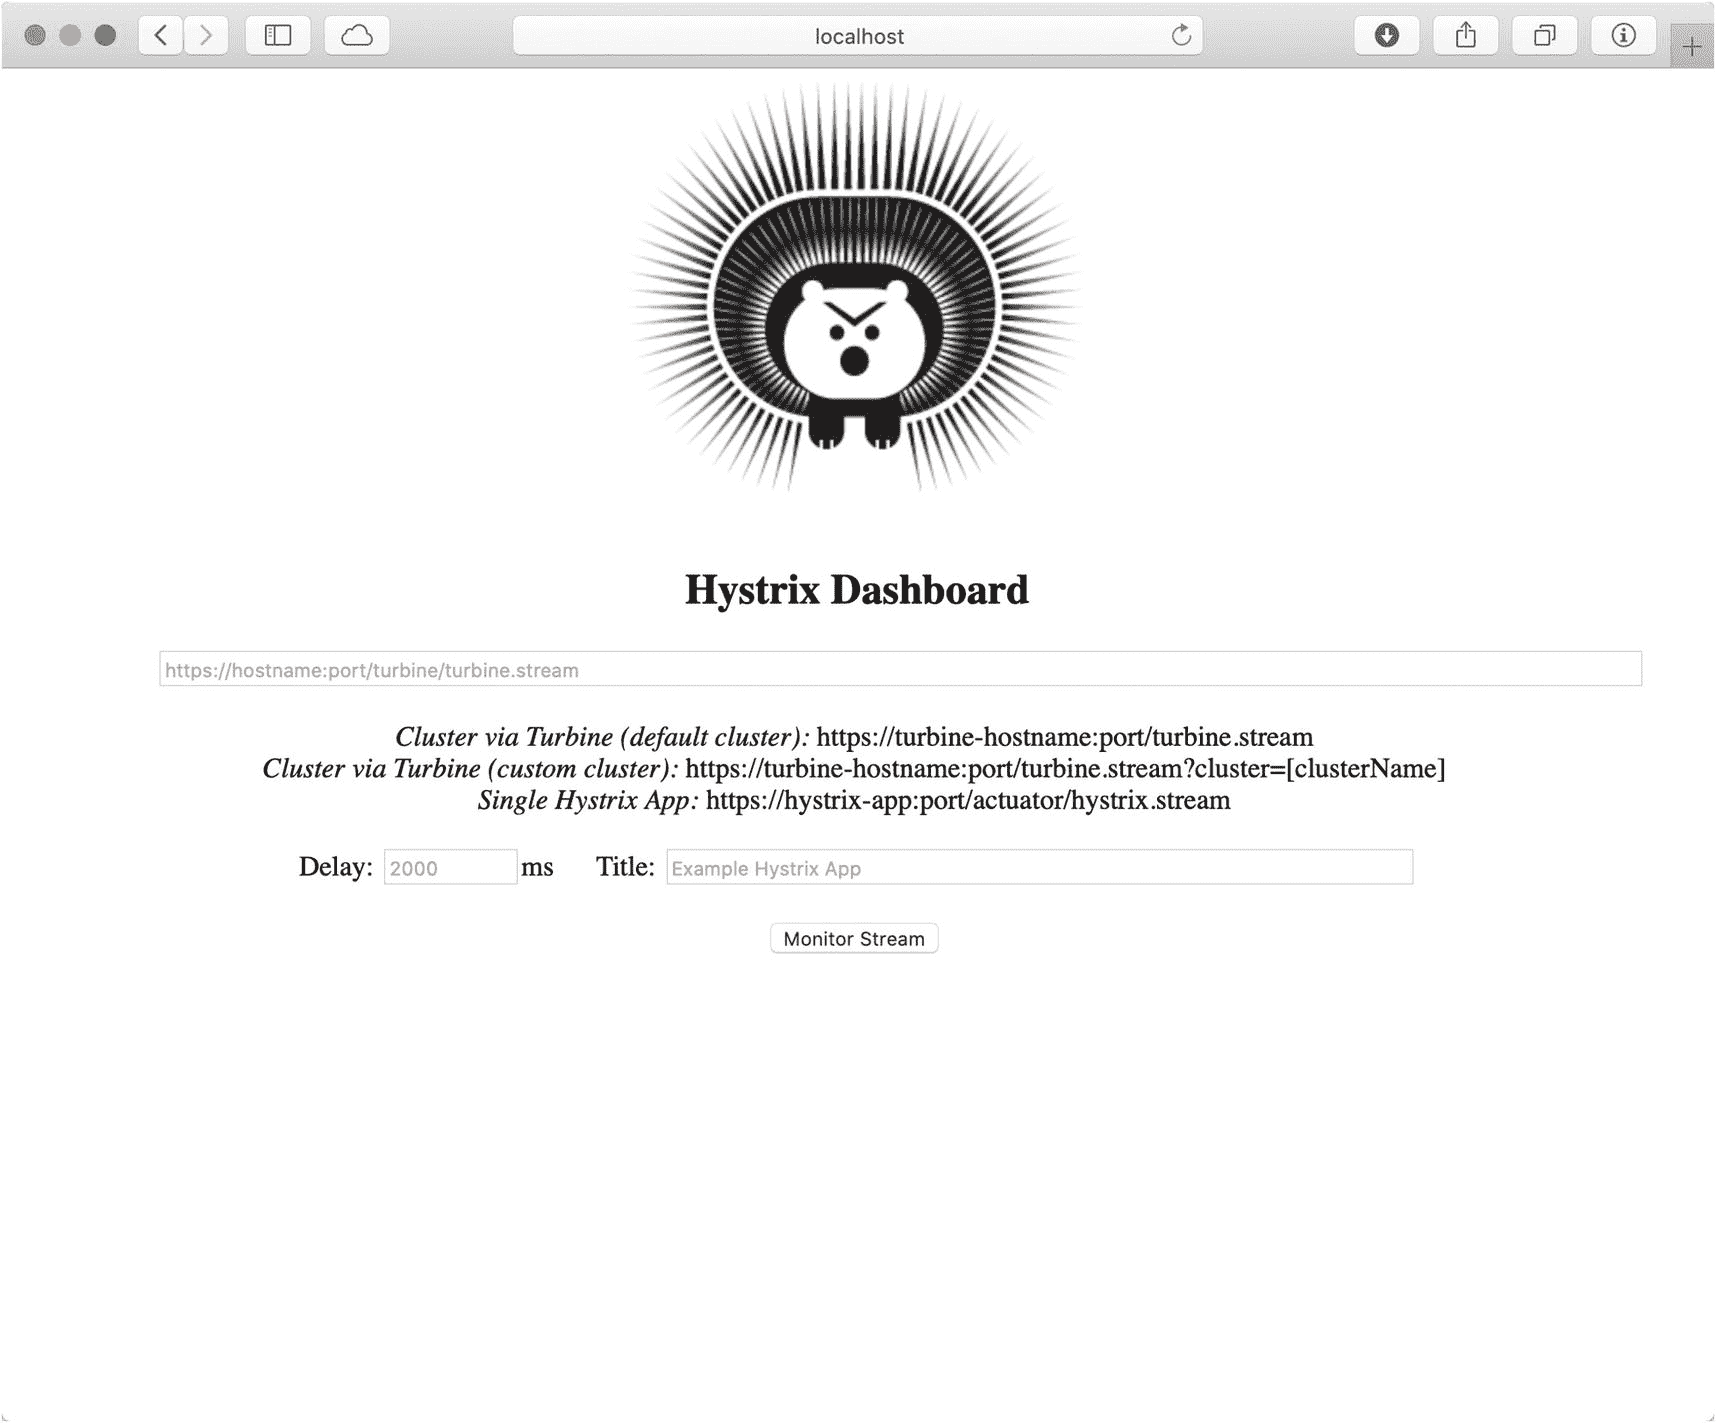 localhost
Hystrix Dashboard
https://hostname:port/turbine/turbine.stream
Cluster via Turbine (default cluster): https://turbine-hostname:port/turbine.stream
Cluster via Turbine (custom cluster): https://turbine-hostname:port/turbine.stream?cluster=[clusterName]
Single Hystrix App: https://hystrix-app:port/actuator/hystrix.stream
Delay: 2000 ms Title: Example Hystrix App
Monitor Stream